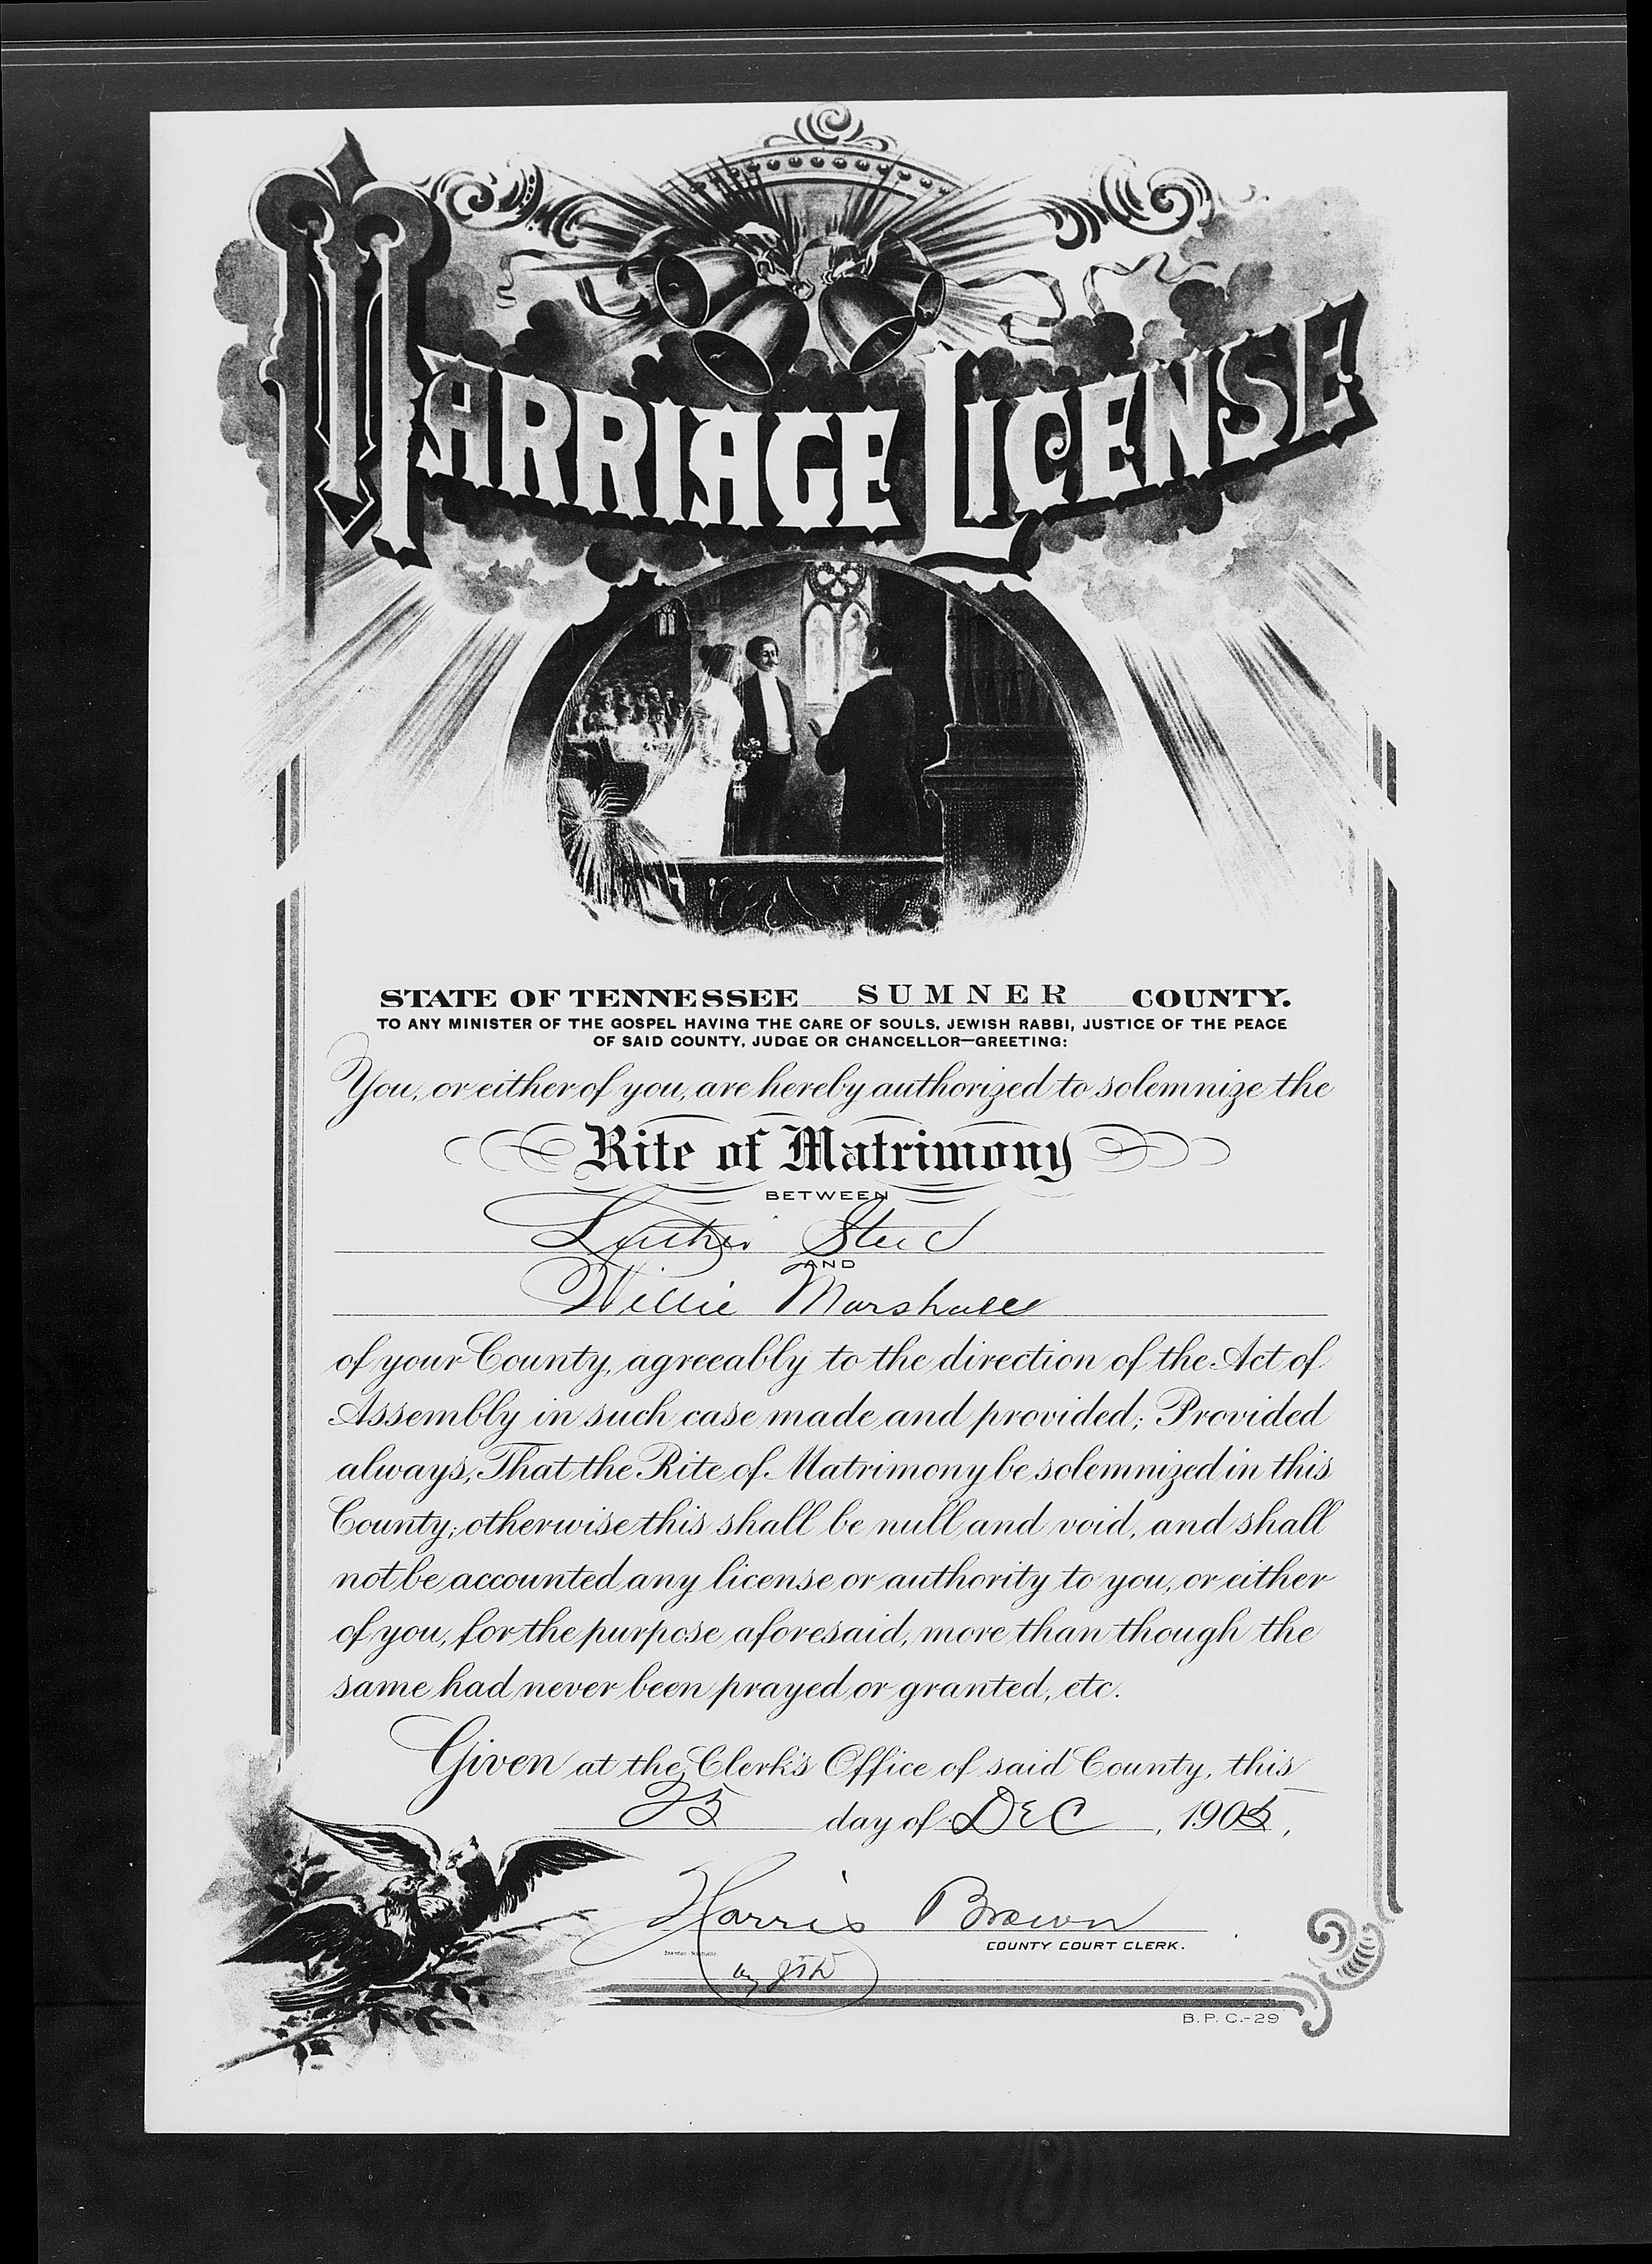 MARRIAGE LICENSE
STATE OF TENNESSEE SUMNER COUNTY.
TO ANY MINISTER OF THE GOSPEL HAVING THE CARE OF SOULS, JEWISH RABBI, JUSTICE OF THE PEACE
OF SAID COUNTY, JUDGE OR CHANCELLOR—GREETING:
You, or either of you, are hereby authorized to solemnize the
Rite of Matrimony
BETWEEN
Luther
AND
Willie Marshall
of your County, agreeably to the direction of the Act of
Assembly in such case made and provided; Provided
always, That the Rite of Matrimony be solemnized in this
County; otherwise this shall be null and void, and shall
not be accounted any license or authority to you, or either
of you, for the purpose aforesaid, more than though the
same had never been prayed or granted, etc.
Given at the Clerk's Office of said County, this
25 day of DEC, 1905,
Harris Brown
COUNTY COURT CLERK.
by
B. P. C.-29